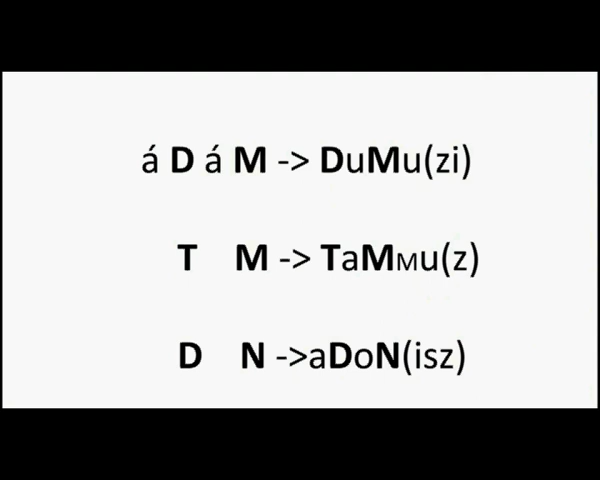 á D á M -> DuMu(zi)
T M -> TaMMu(z)
D N ->aDoN(isz)